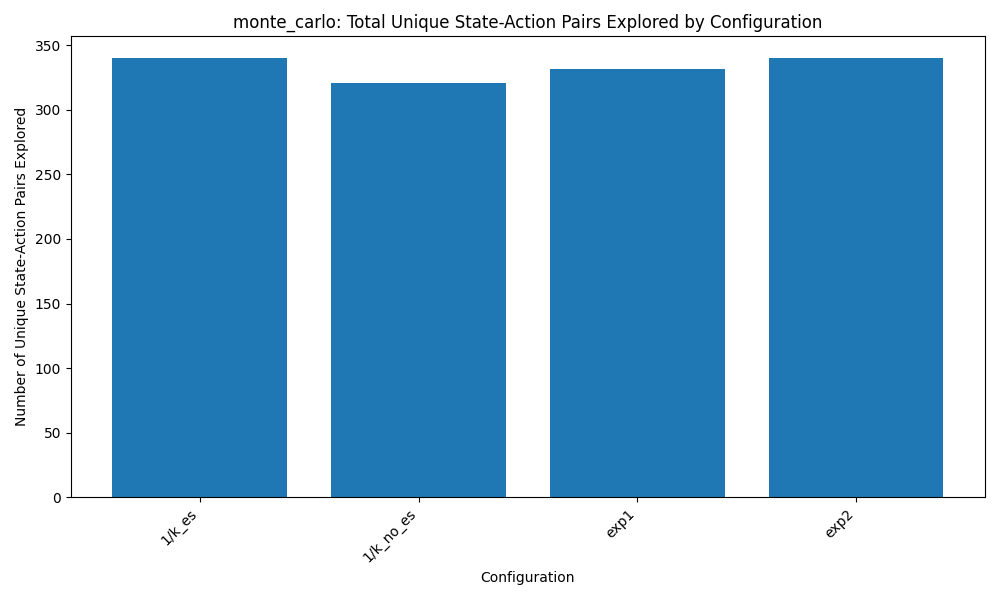 monte_carlo: Total Unique State-Action Pairs Explored by Configuration
Number of Unique State-Action Pairs Explored
350
300
250
200
150
100
50
0
1/k_es
1/k_no_es
exp1
exp2
Configuration